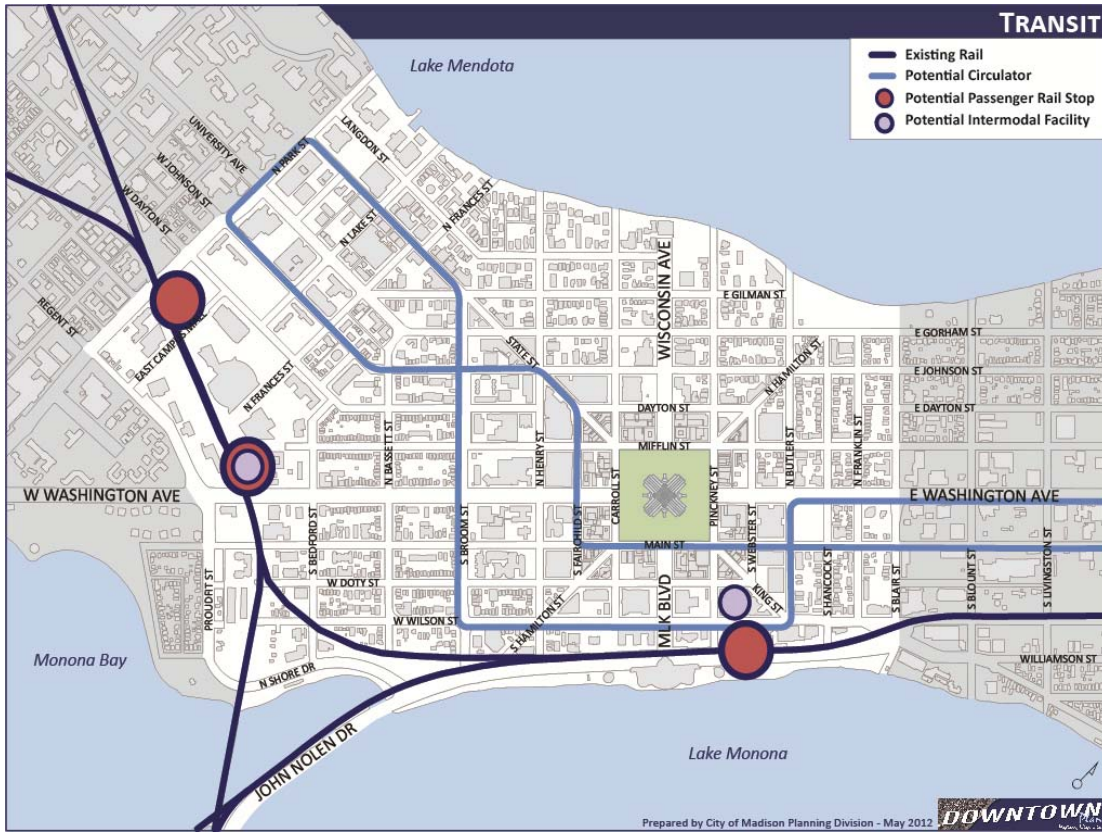 TRANSIT
Existing Rail
Potential Circulator
Potential Passenger Rail Stop
Potential Intermodal Facility
Lake Mendota
LANGDON ST
UNIVERSITY AVE
N PARK ST
W JOHNSON ST
W DAYTON ST
N FRANCES ST
N LAKE ST
WISCONSIN AVE
E GILMAN ST
REGENT ST
EAST CAMPUS MALL
STATE ST
N HAMILTON ST
E GORHAM ST
E JOHNSON ST
N FRANCES ST
DAYTON ST
E DAYTON ST
MIFFLIN ST
N BASSETT ST
N HENRY ST
CARROLL ST
PINCKNEY ST
N BUTLER ST
N FRANKLIN ST
W WASHINGTON AVE
E WASHINGTON AVE
S BEDFORD ST
S BROOM ST
S FAIRCHILD ST
MAIN ST
S WEBSTER ST
PROUDFIT ST
W DOTY ST
S HAMILTON ST
MLK BLVD
KING ST
S HANCOCK ST
S BLAIR ST
S BLOUNT ST
S LIVINGSTON ST
W WILSON ST
Monona Bay
N SHORE DR
WILLIAMSON ST
JOHN NOLEN DR
Lake Monona
Prepared by City of Madison Planning Division - May 2012
DOWNTOWN